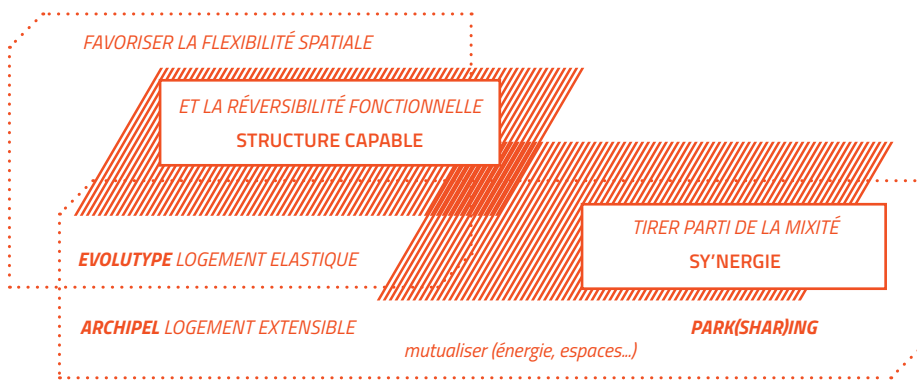 FAVORISER LA FLEXIBILITÉ SPATIALE
ET LA RÉVERSIBILITÉ FONCTIONNELLE
STRUCTURE CAPABLE
TIRER PARTI DE LA MIXITÉ
SY'NERGIE
EVOLUTYPE LOGEMENT ELASTIQUE
ARCHIPEL LOGEMENT EXTENSIBLE
PARK(SHAR)ING
mutualiser (énergie, espaces...)